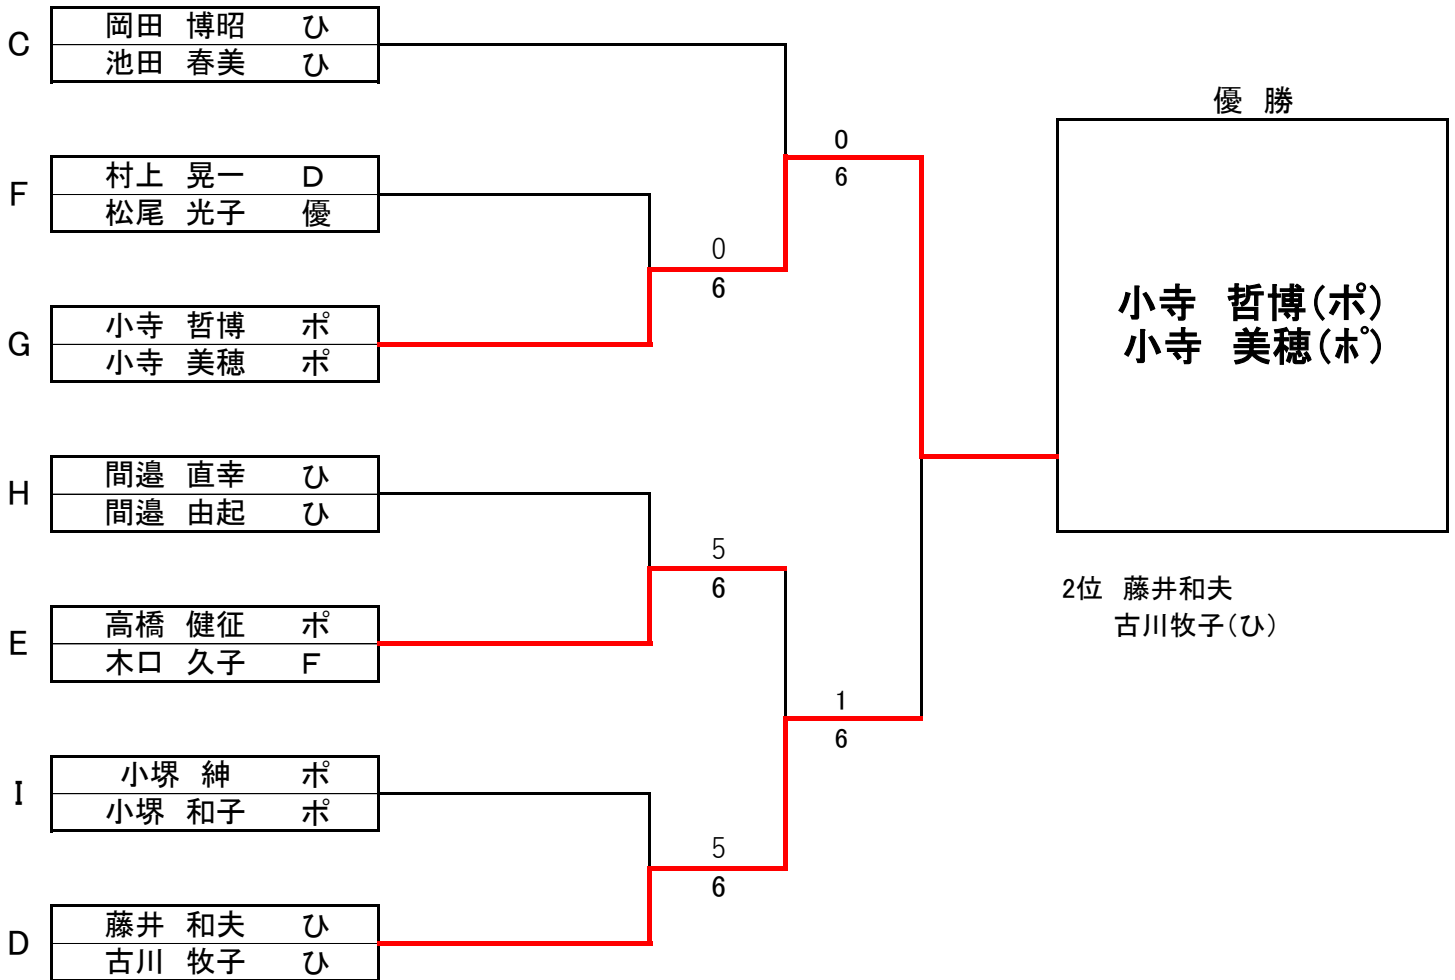 C
岡田 博昭 ひ
池田 春美 ひ
F
村上 晃一 D
松尾 光子 優
G
小寺 哲博 ポ
小寺 美穂 ポ
H
間邉 直幸 ひ
間邉 由起 ひ
E
高橋 健征 ポ
木口 久子 F
I
小堺 紳 ポ
小堺 和子 ポ
D
藤井 和夫 ひ
古川 牧子 ひ
0
6
5
6
5
6
0
6
1
6
優 勝
小寺 哲博(ポ)
小寺 美穂(ポ)
2位 藤井和夫
古川牧子(ひ)